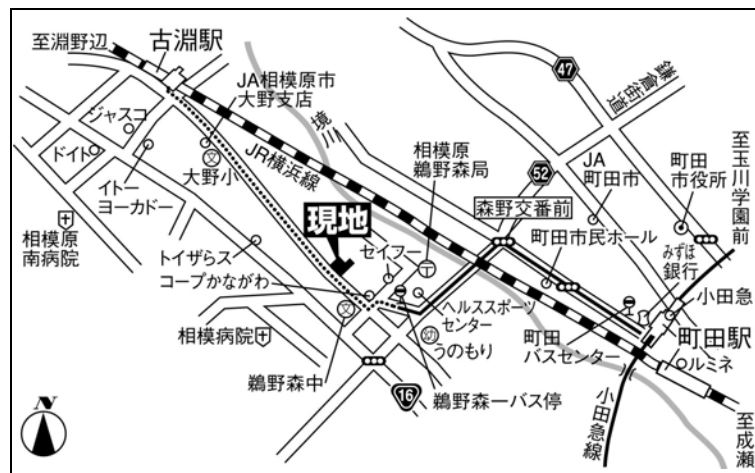 至淵野辺
古淵駅
JA相模原市
大野支店
ジャスコ
ドイト
イトー
ヨーカドー
大野小
文
JR横浜線
境川
相模原
鵜野森局
47
鎌倉街道
52
JA
町田市
町田
市役所
至玉川学園前
森野交番前
現地
セイフー
町田市民ホール
みずほ
銀行
小田急
町田駅
ルミネ
相模原
南病院
トイザらス
コープかながわ
ヘルススポーツ
センター
幼
うのもり
町田
バスセンター
相模病院
文
鵜野森中
16
鵜野森一バス停
小田急線
至成瀬
N